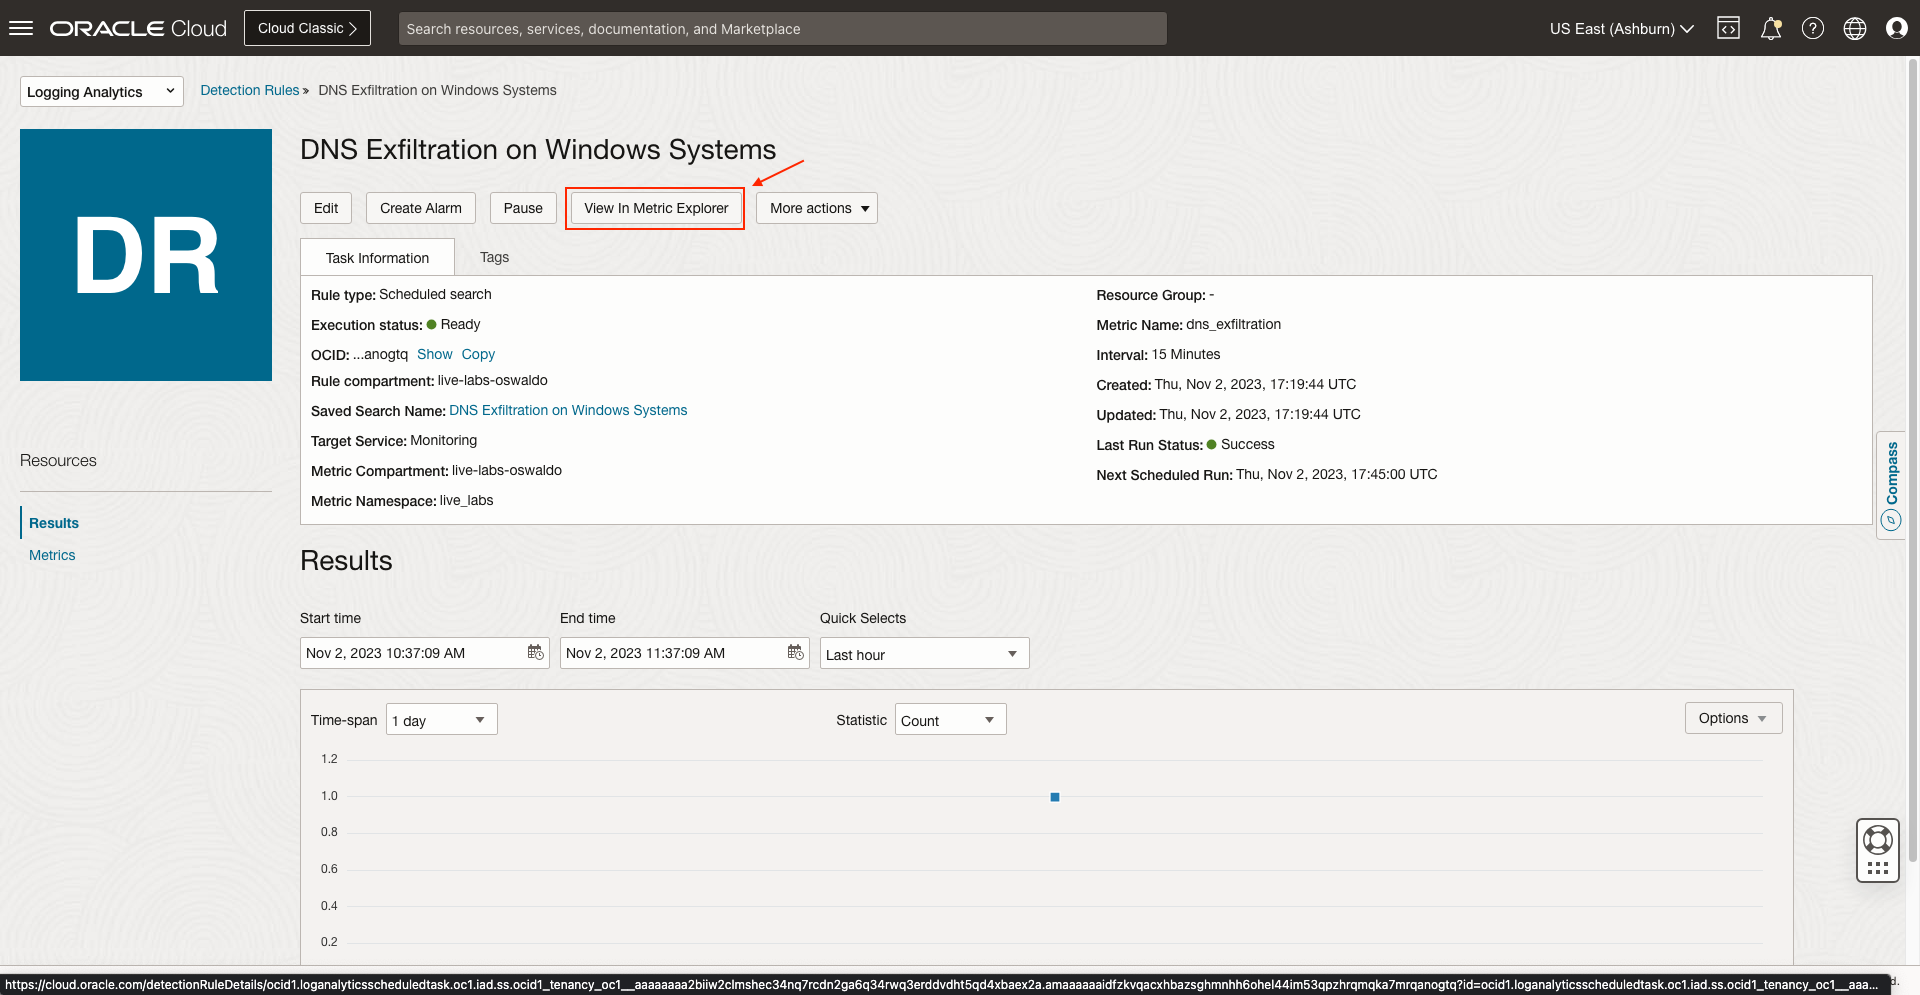 ORACLE Cloud
Cloud Classic
Search resources, services, documentation, and Marketplace
US East (Ashburn)
Logging Analytics
Detection Rules » DNS Exfiltration on Windows Systems
DR
DNS Exfiltration on Windows Systems
Edit
Create Alarm
Pause
View In Metric Explorer
More actions
Task Information
Tags
Rule type: Scheduled search
Execution status: Ready
OCID: ...anogtq Show Copy
Rule compartment: live-labs-oswaldo
Saved Search Name: DNS Exfiltration on Windows Systems
Target Service: Monitoring
Metric Compartment: live-labs-oswaldo
Metric Namespace: live_labs
Resource Group: -
Metric Name: dns_exfiltration
Interval: 15 Minutes
Created: Thu, Nov 2, 2023, 17:19:44 UTC
Updated: Thu, Nov 2, 2023, 17:19:44 UTC
Last Run Status: Success
Next Scheduled Run: Thu, Nov 2, 2023, 17:45:00 UTC
Compass
Resources
Results
Metrics
Results
Start time
End time
Quick Selects
Nov 2, 2023 10:37:09 AM
Nov 2, 2023 11:37:09 AM
Last hour
Time-span
1 day
Statistic
Count
Options
1.2
1.0
0.8
0.6
0.4
0.2
https://cloud.oracle.com/detectionRuleDetails/ocid1.loganalyticsscheduledtask.oc1.iad.ss.ocid1_tenancy_oc1__aaaaaaaa2biiw2clmshec34nq7rcdn2ga6q34rwq3erddvdht5qd4xbaex2a.amaaaaaaidfzkvqacxhbazsghmnhh6ohel44im53qpzhrqmqka7mrqanogtq?id=ocid1.loganalyticsscheduledtask.oc1.iad.ss.ocid1_tenancy_oc1__aaa...